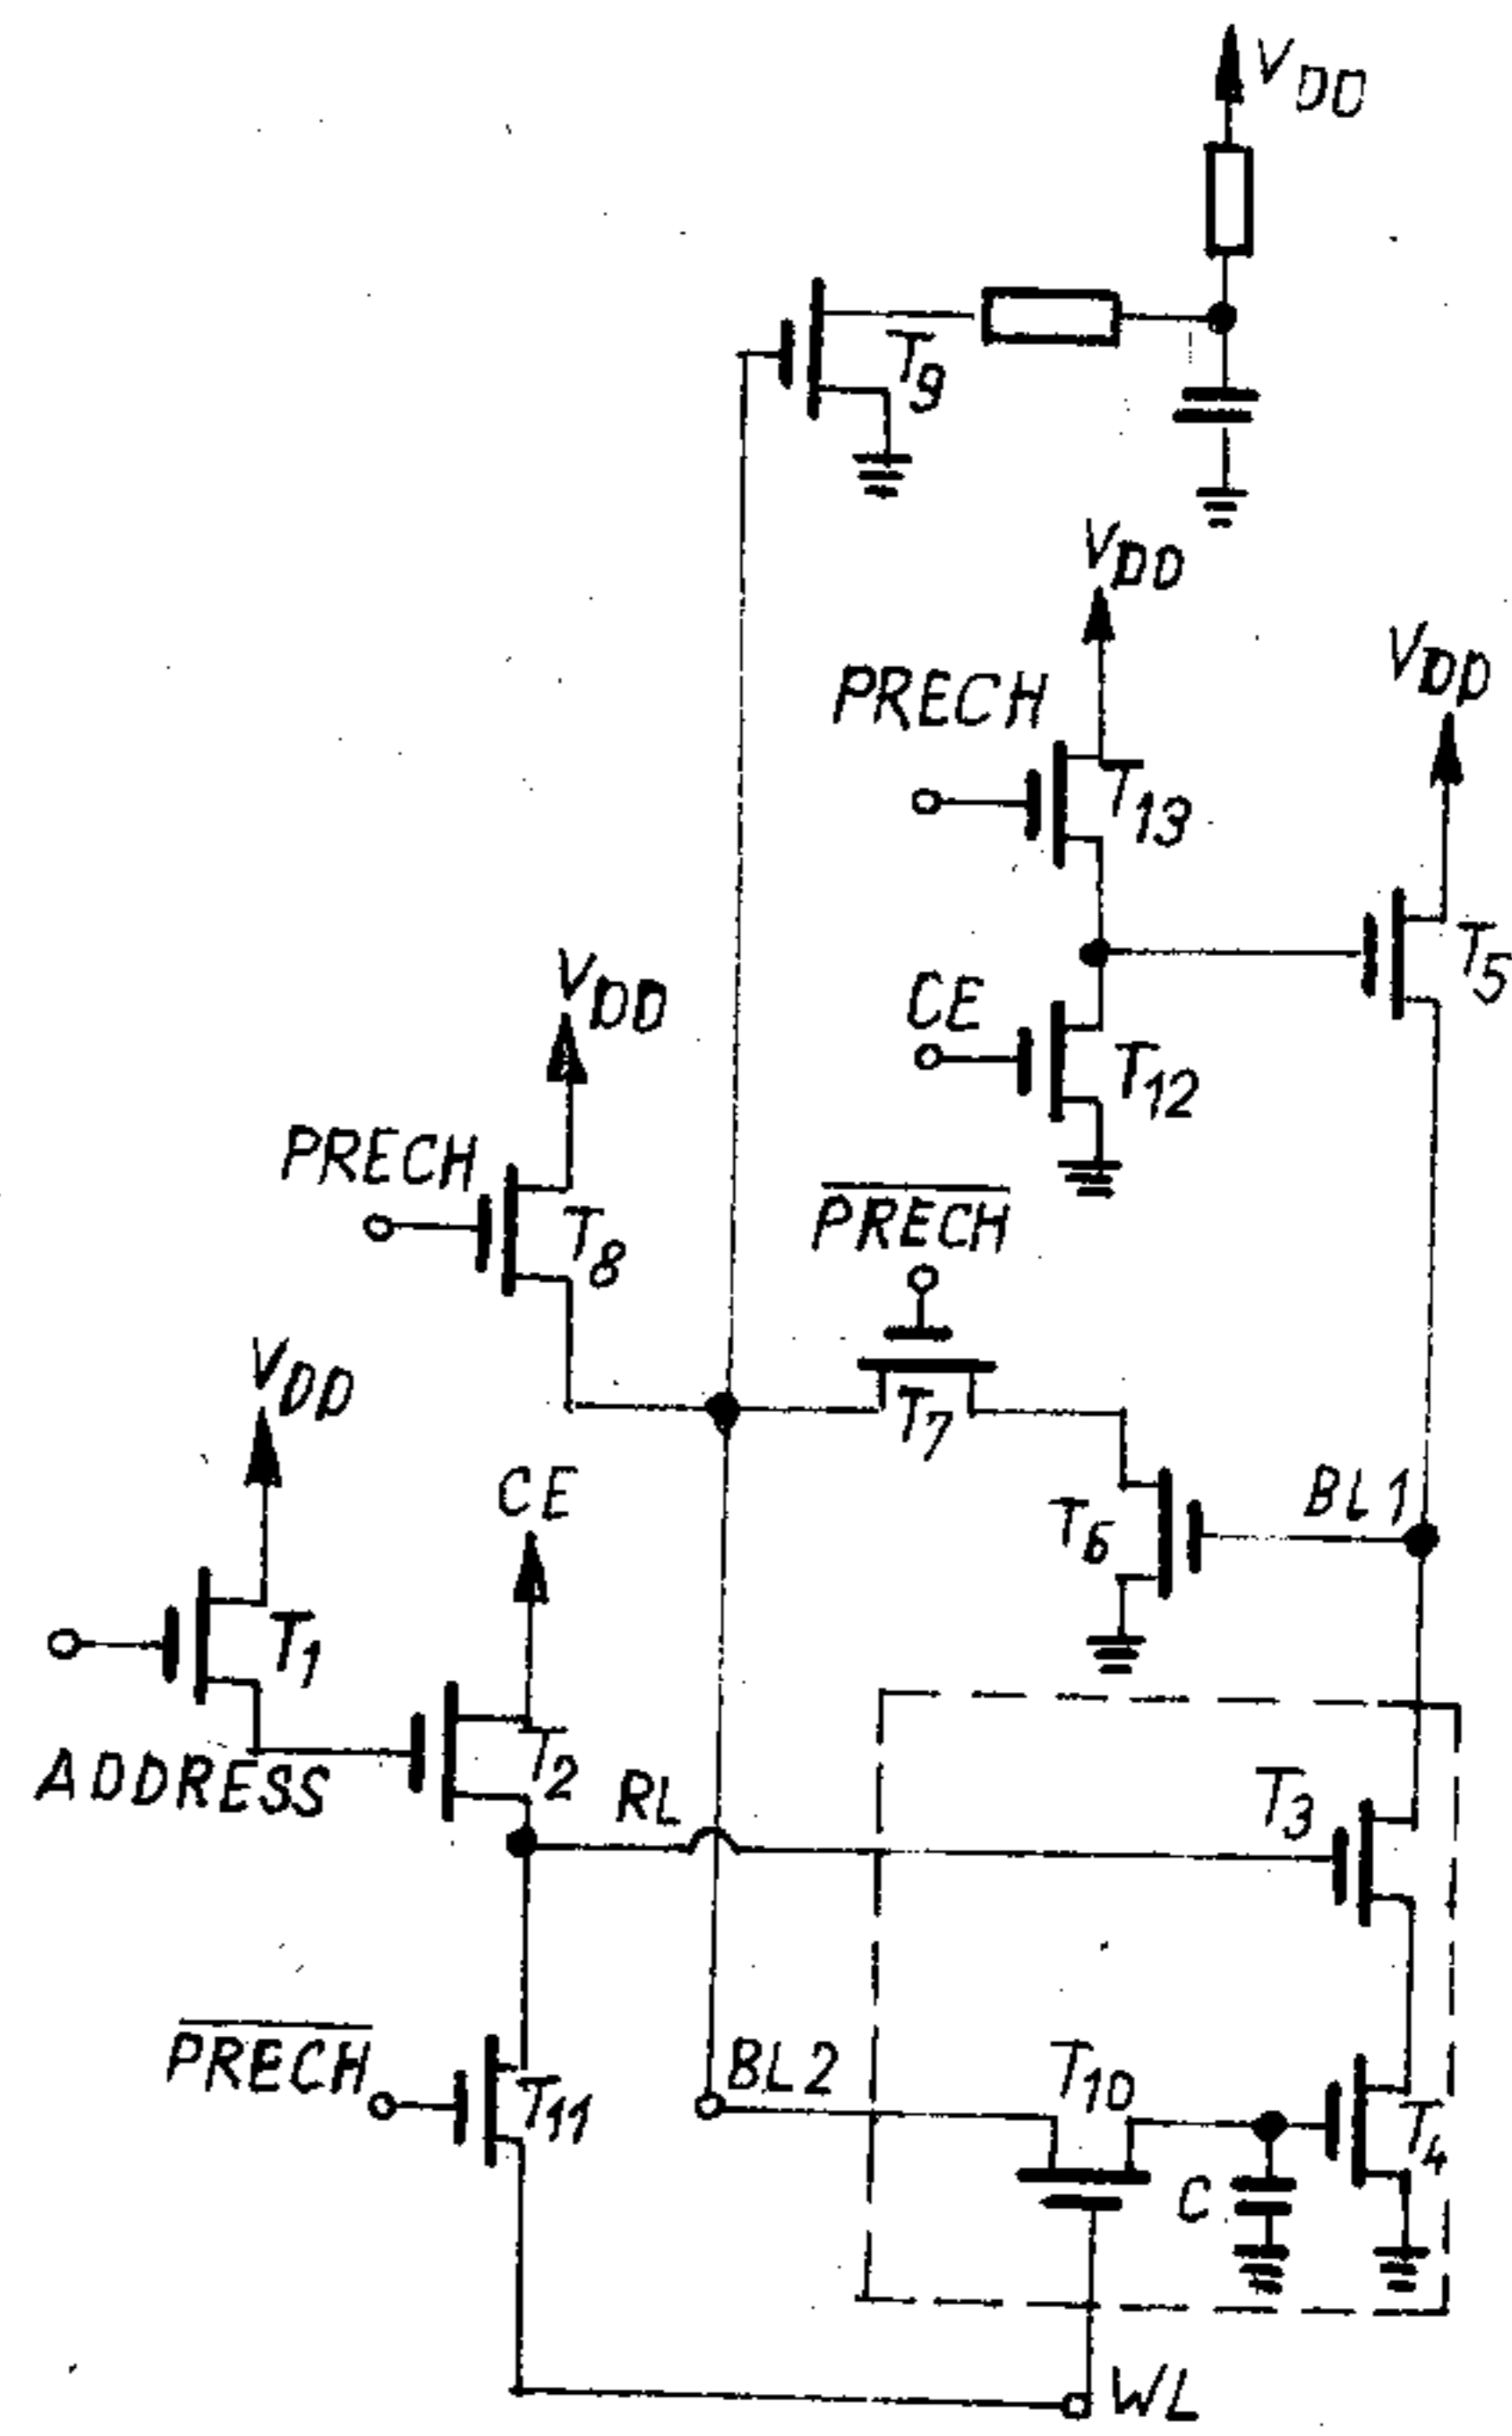 VDD
T9
VDD
PRECH
T13
VDD
T5
CE
T12
VDD
PRECH
T8
PRECH
T7
VDD
CE
T6
BL1
T1
T2
ADDRESS
RL
T3
PRECH
T11
BL2
T10
T4
C
WL